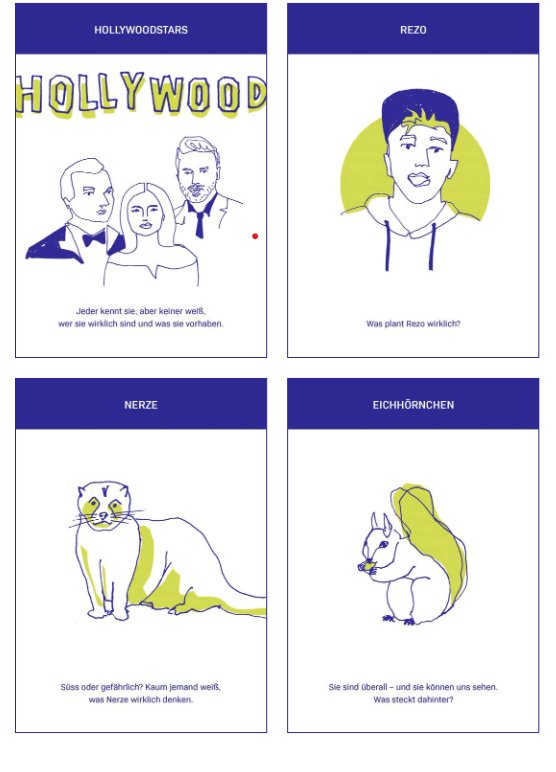 HOLLYWOODSTARS
HOLLYWOOD
Jeder kennt sie, aber keiner weiß,
wer sie wirklich sind und was sie vorhaben.
REZO
Was plant Rezo wirklich?
NERZE
Süss oder gefährlich? Kaum jemand weiß,
was Nerze wirklich denken.
EICHHÖRNCHEN
Sie sind überall – und sie können uns sehen.
Was steckt dahinter?